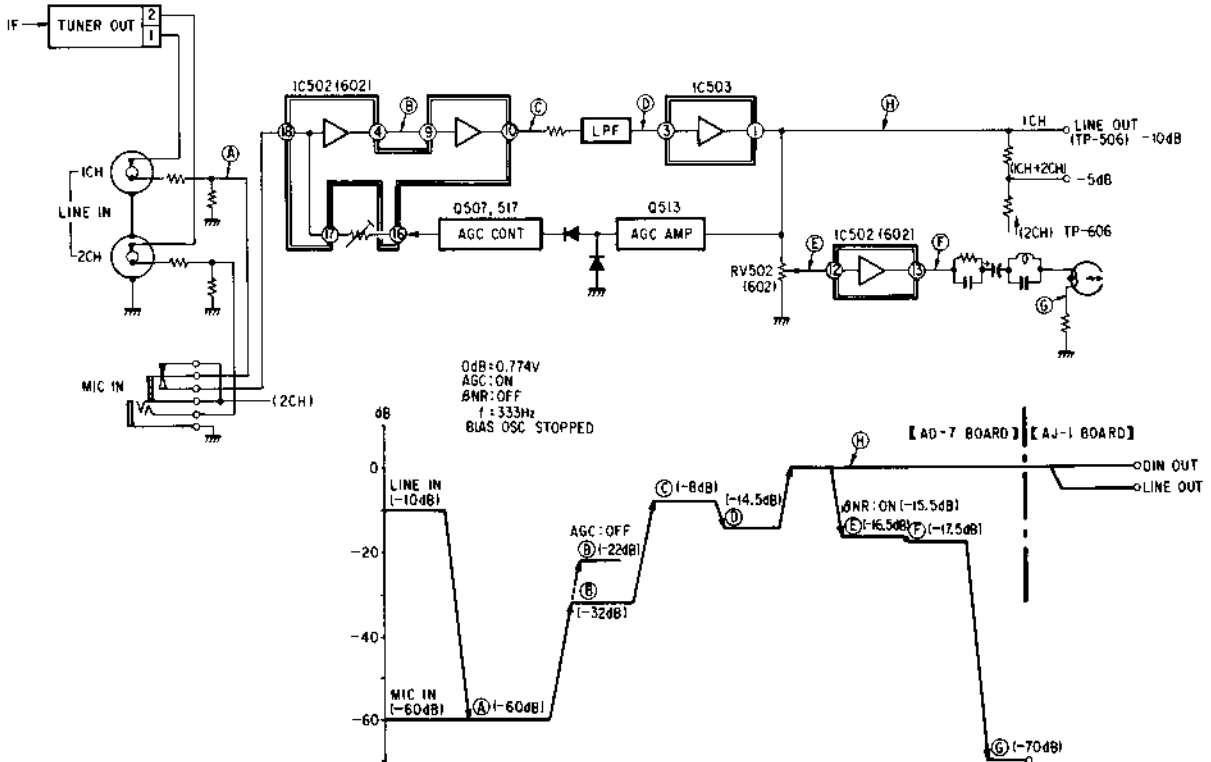 IF
TUNER OUT
2
1
1CH
LINE IN
2CH
A
MIC IN
(2CH)
IC502(602)
18
4
B
9
10
C
LPF
D
IC503
3
1
H
1CH
LINE OUT
(TP-506) -10dB
(1CH+2CH)
-5dB
(2CH) TP-606
17
16
Q507, 517
AGC CONT
Q513
AGC AMP
RV502
(602)
E
IC502(602)
12
13
F
G
0dB=0.774V
AGC:ON
BNR:OFF
f:333Hz
BIAS OSC STOPPED
dB
0
-20
-40
-60
LINE IN
(-10dB)
MIC IN
(-60dB)
A (-60dB)
AGC:OFF
B (-22dB)
B
(-32dB)
C (-8dB)
(-14.5dB)
D
H
BNR:ON(-15.5dB)
E (-16.5dB)
F (-17.5dB)
G (-70dB)
[AD-7 BOARD] [AJ-1 BOARD]
DIN OUT
LINE OUT